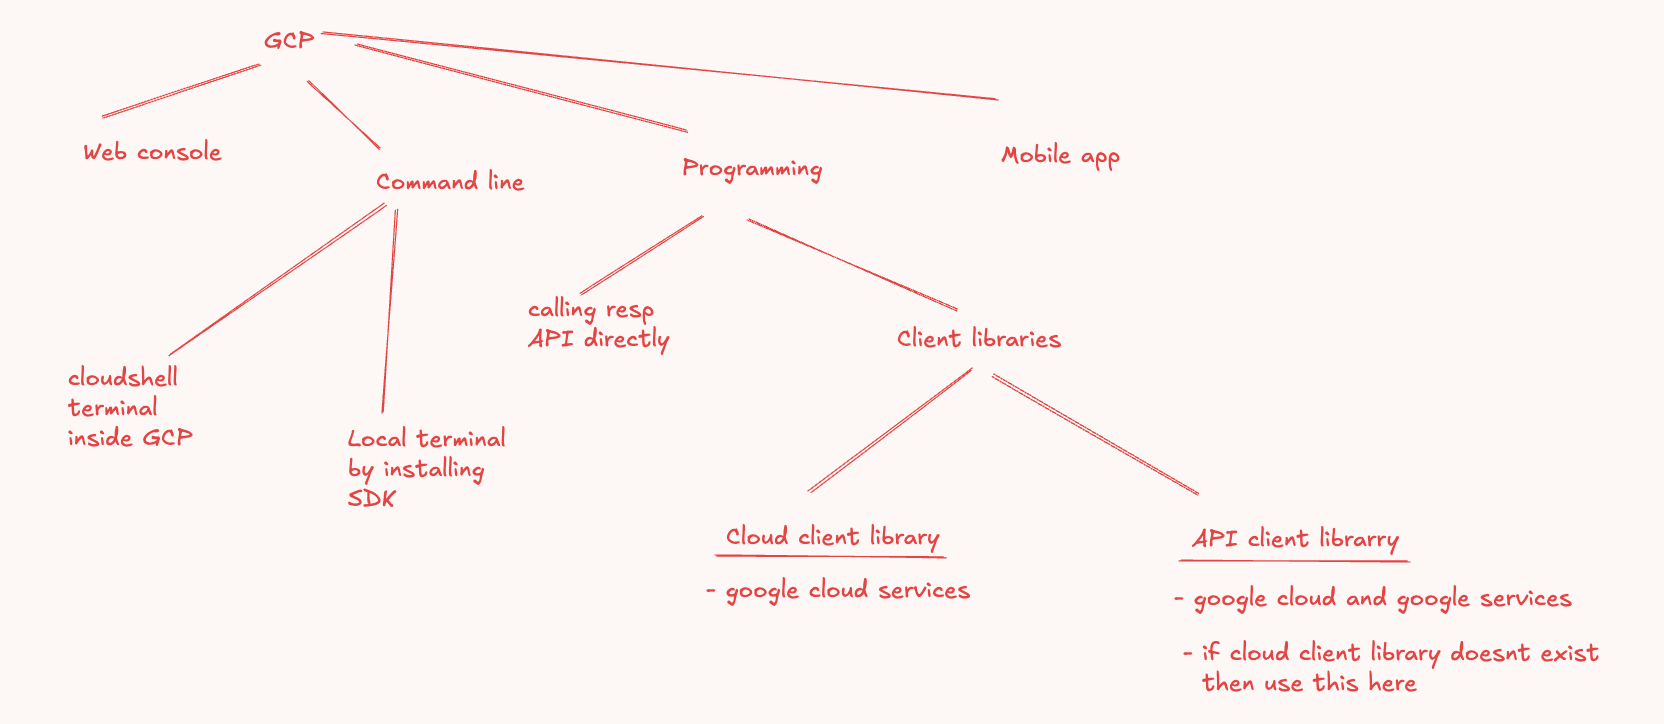 GCP
Web console
Command line
Programming
Mobile app
cloudshell
terminal
inside GCP
Local terminal
by installing
SDK
calling resp
API directly
Client libraries
Cloud client library
- google cloud services
API client librarry
- google cloud and google services
- if cloud client library doesnt exist
then use this here